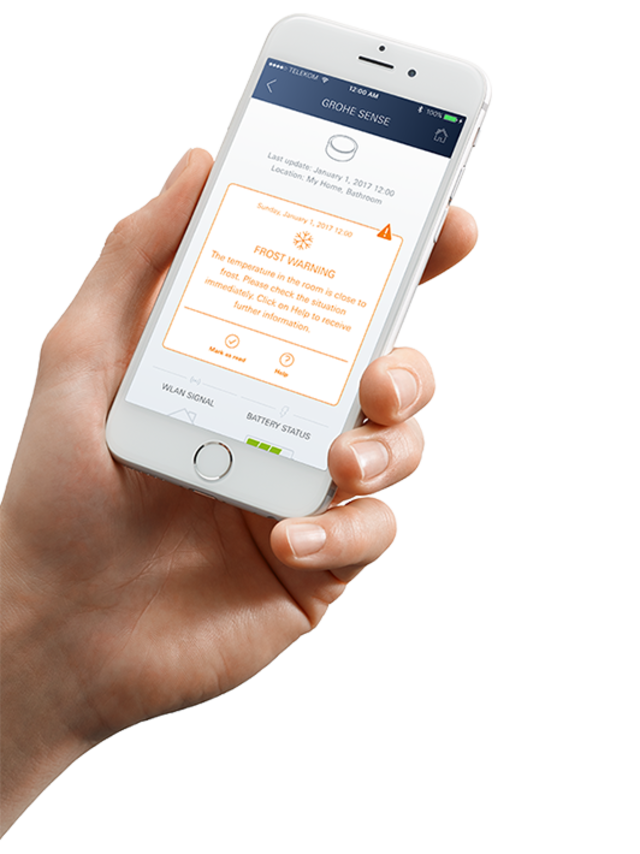 TELEKOM
12:00 AM
100%
GROHE SENSE
Last update: January 1, 2017 12:00
Location: My Home, Bathroom
Sunday, January 1, 2017 12:00
FROST WARNING
The temperature in the room is close to
frost. Please check the situation
immediately. Click on Help to receive
further information.
Mark as read
Help
WLAN SIGNAL
BATTERY STATUS